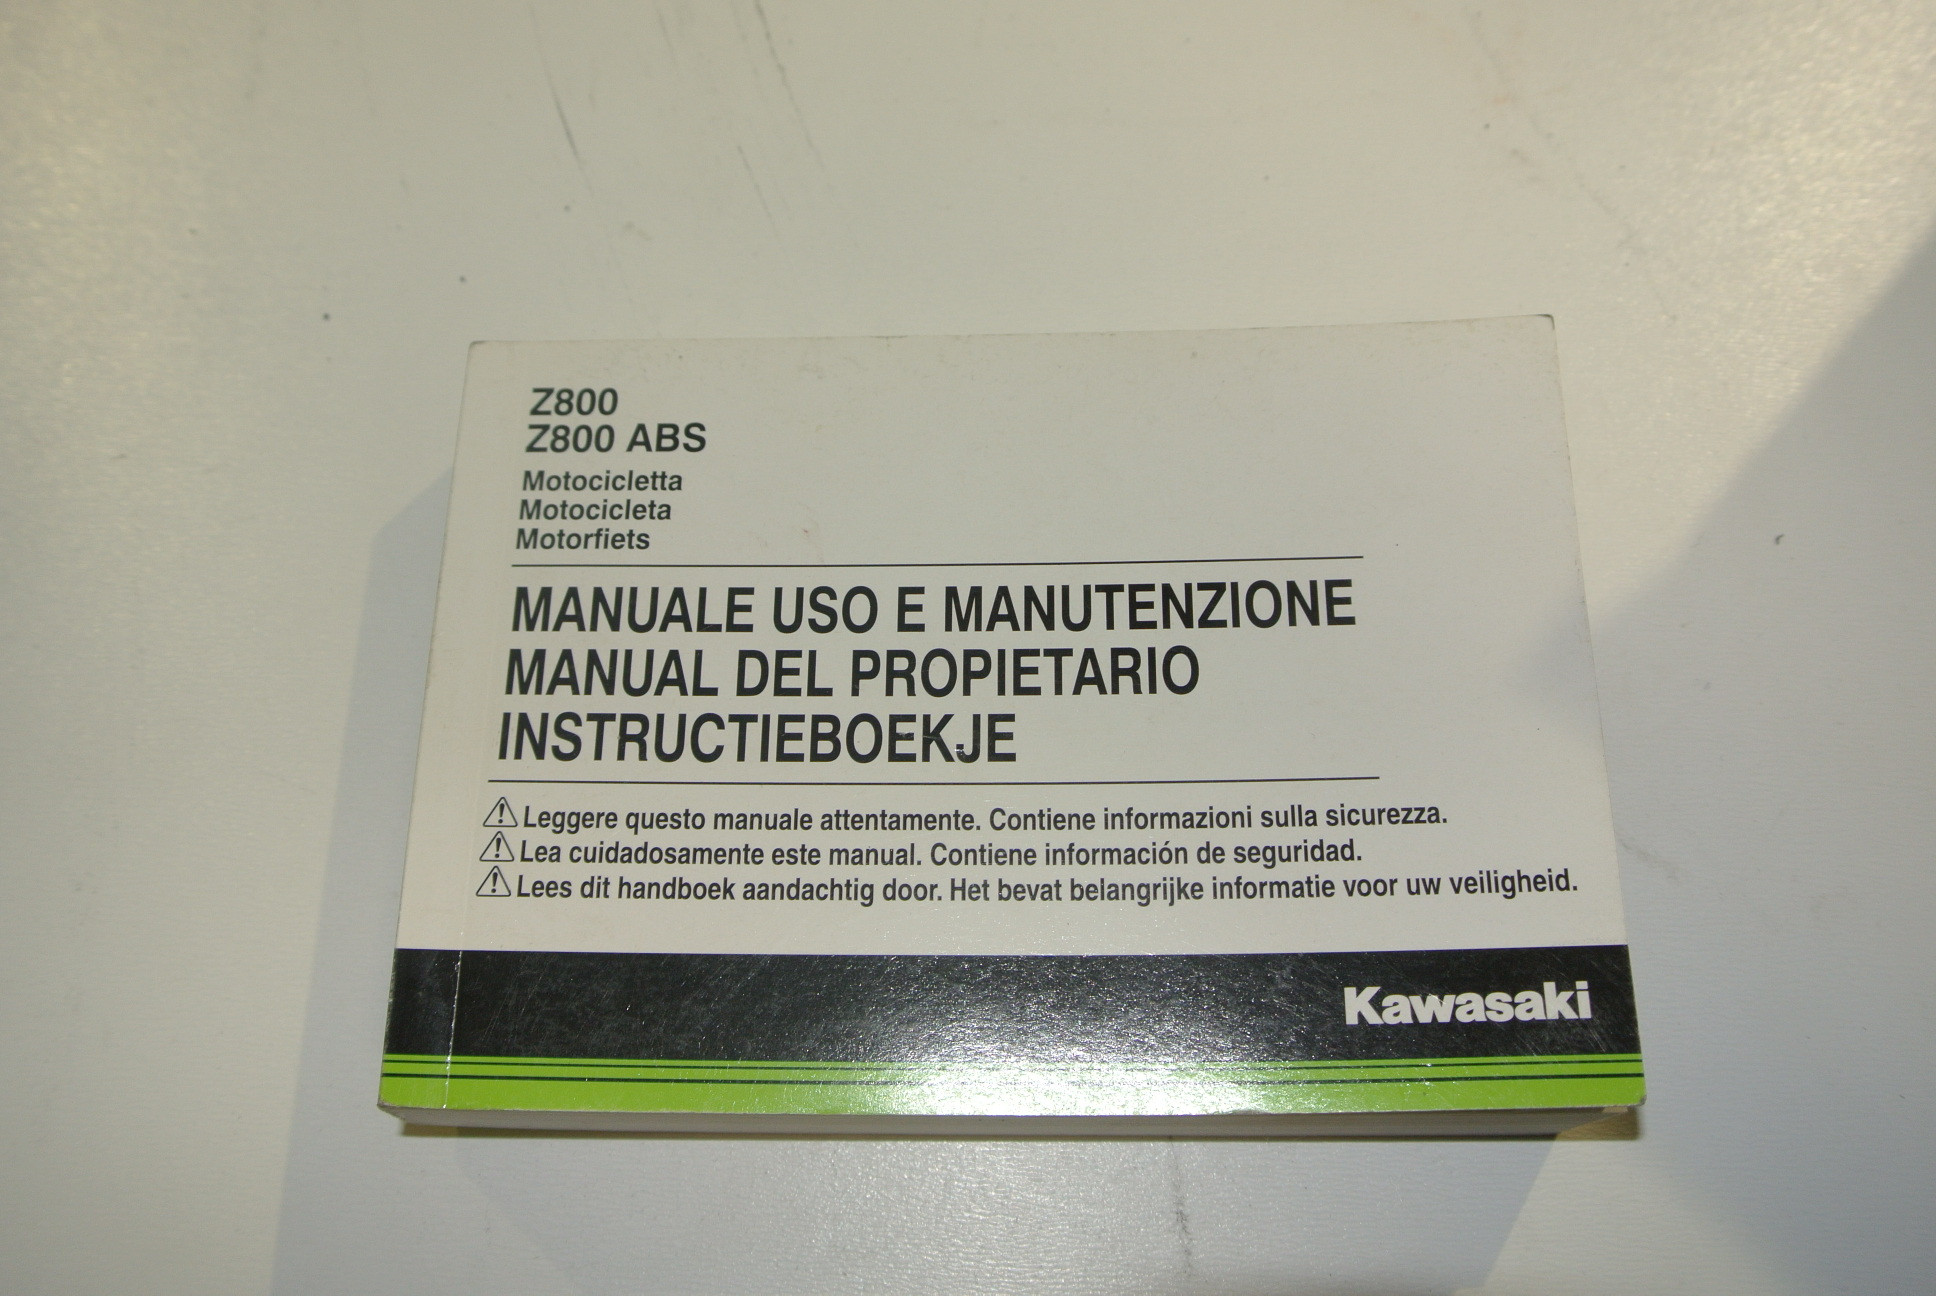 Z800
Z800 ABS
Motocicletta
Motocicleta
Motorfiets
MANUALE USO E MANUTENZIONE
MANUAL DEL PROPIETARIO
INSTRUCTIEBOEKJE
Leggere questo manuale attentamente. Contiene informazioni sulla sicurezza.
Lea cuidadosamente este manual. Contiene información de seguridad.
Lees dit handboek aandachtig door. Het bevat belangrijke informatie voor uw veiligheid.
Kawasaki